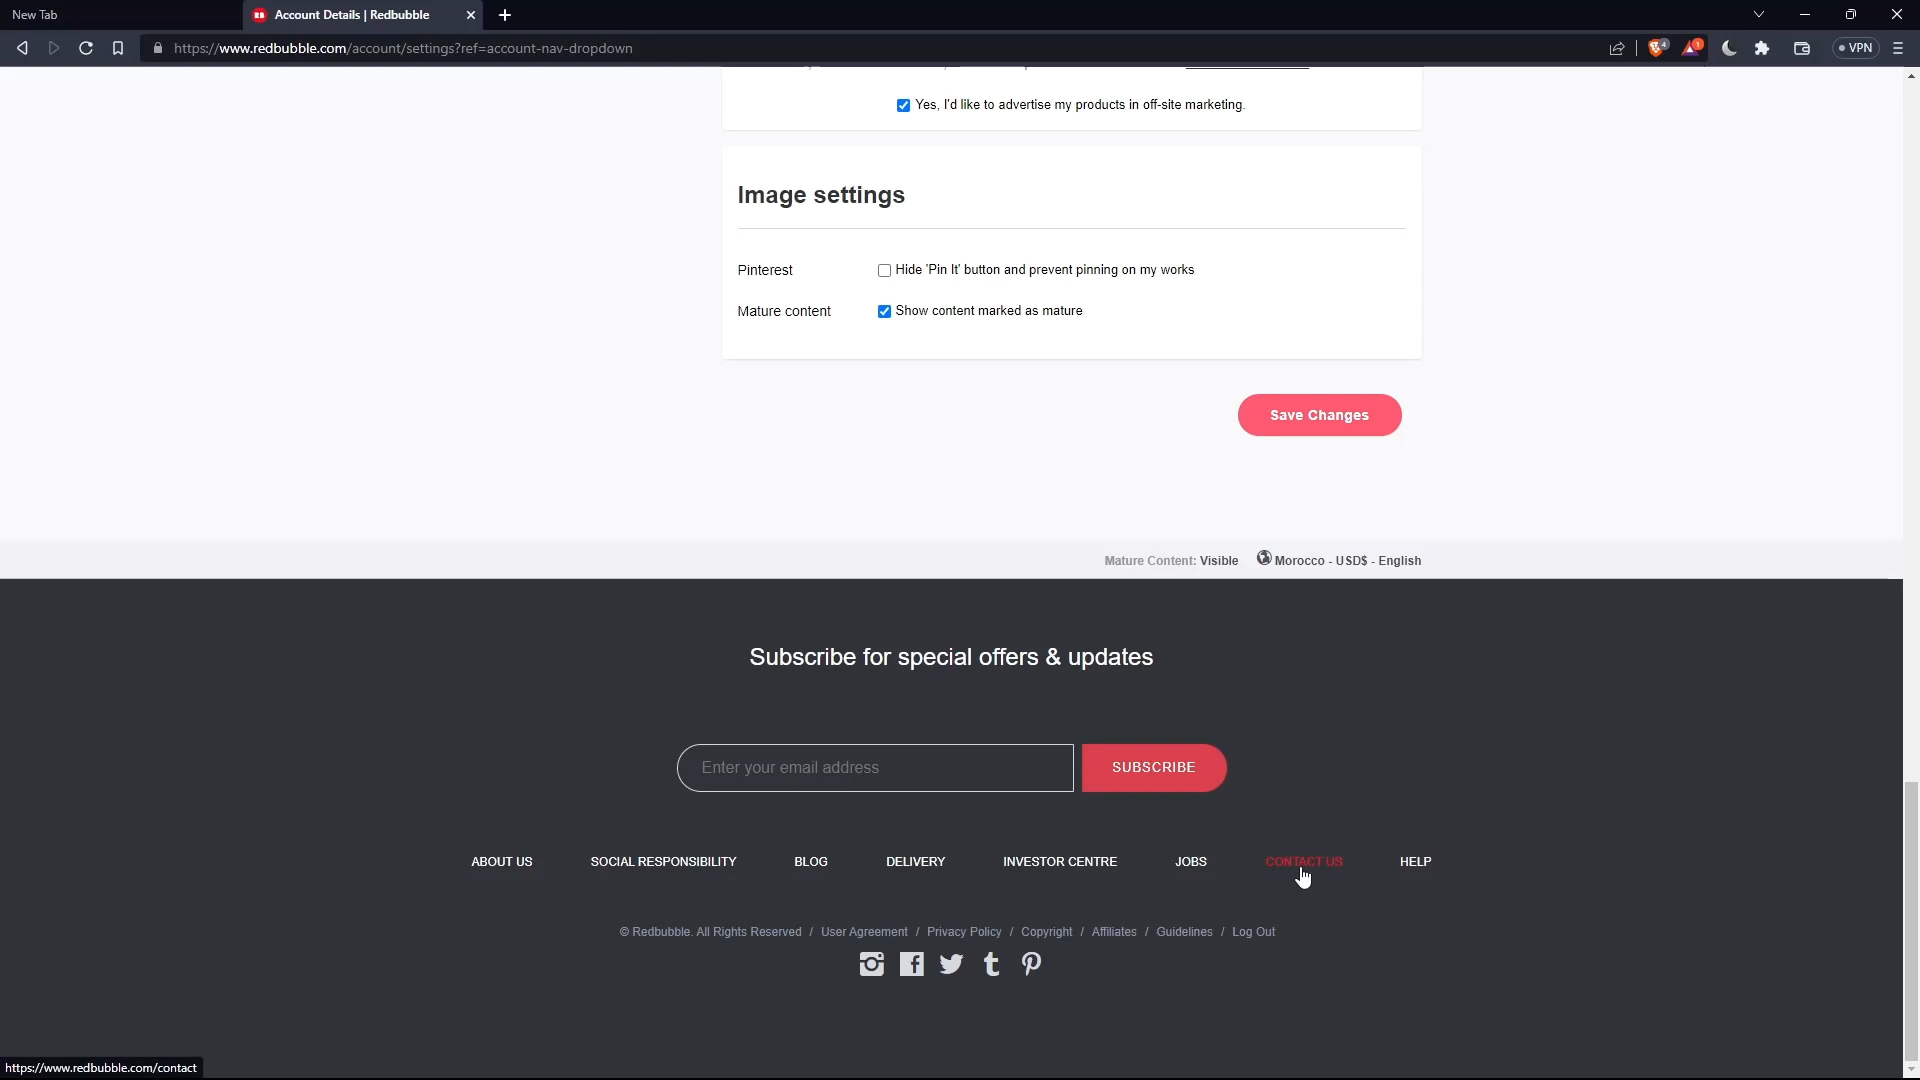 New Tab
RB Account Details | Redbubble
https://www.redbubble.com/account/settings?ref=account-nav-dropdown
4
1
VPN
Yes, I'd like to advertise my products in off-site marketing.
Image settings
Pinterest
Hide 'Pin It' button and prevent pinning on my works
Mature content
Show content marked as mature
Save Changes
Mature Content: Visible
Morocco - USD$ - English
Subscribe for special offers & updates
Enter your email address
SUBSCRIBE
ABOUT US
SOCIAL RESPONSIBILITY
BLOG
DELIVERY
INVESTOR CENTRE
JOBS
CONTACT US
HELP
© Redbubble. All Rights Reserved / User Agreement / Privacy Policy / Copyright / Affiliates / Guidelines / Log Out
https://www.redbubble.com/contact